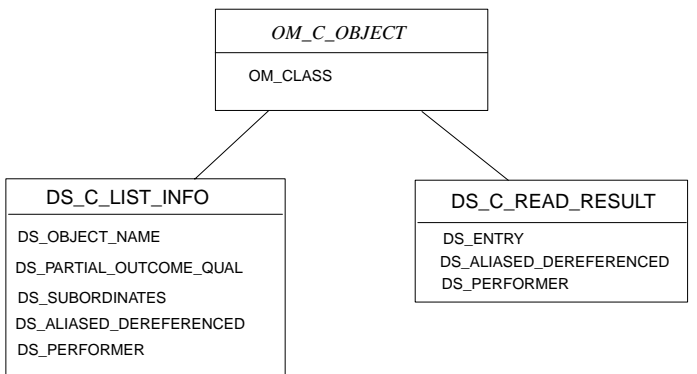 OM_C_OBJECT
OM_CLASS
DS_C_LIST_INFO
DS_OBJECT_NAME
DS_PARTIAL_OUTCOME_QUAL
DS_SUBORDINATES
DS_ALIASED_DEREFERENCED
DS_PERFORMER
DS_C_READ_RESULT
DS_ENTRY
DS_ALIASED_DEREFERENCED
DS_PERFORMER